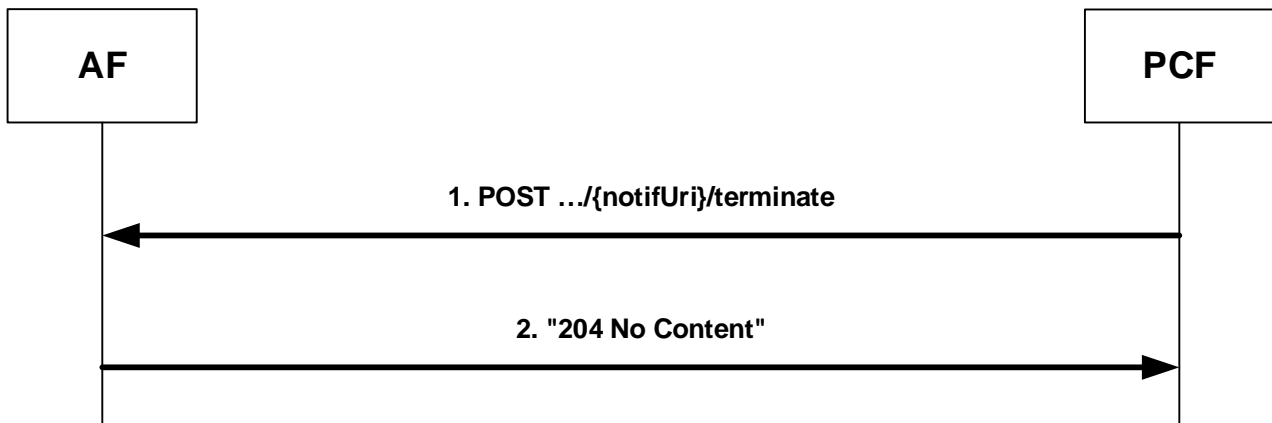 AF
PCF
1. POST …/{notifUri}/terminate
2. "204 No Content"